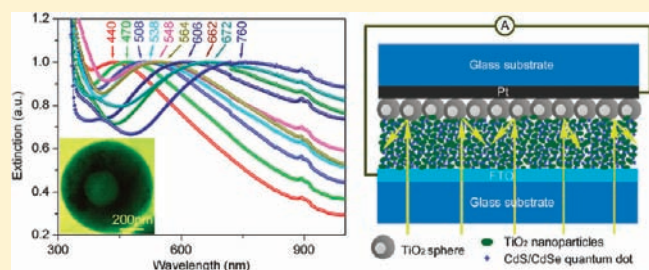 440
470
508
538
548
564
606
662
672
760
1.2
1.0
0.8
0.6
0.4
0.2
Extinction (a.u.)
300
600
900
Wavelength (nm)
200nm
A
Glass substrate
Pt
FTO
Glass substrate
TiO2 sphere
TiO2 nanoparticles
CdS/CdSe quantum dot